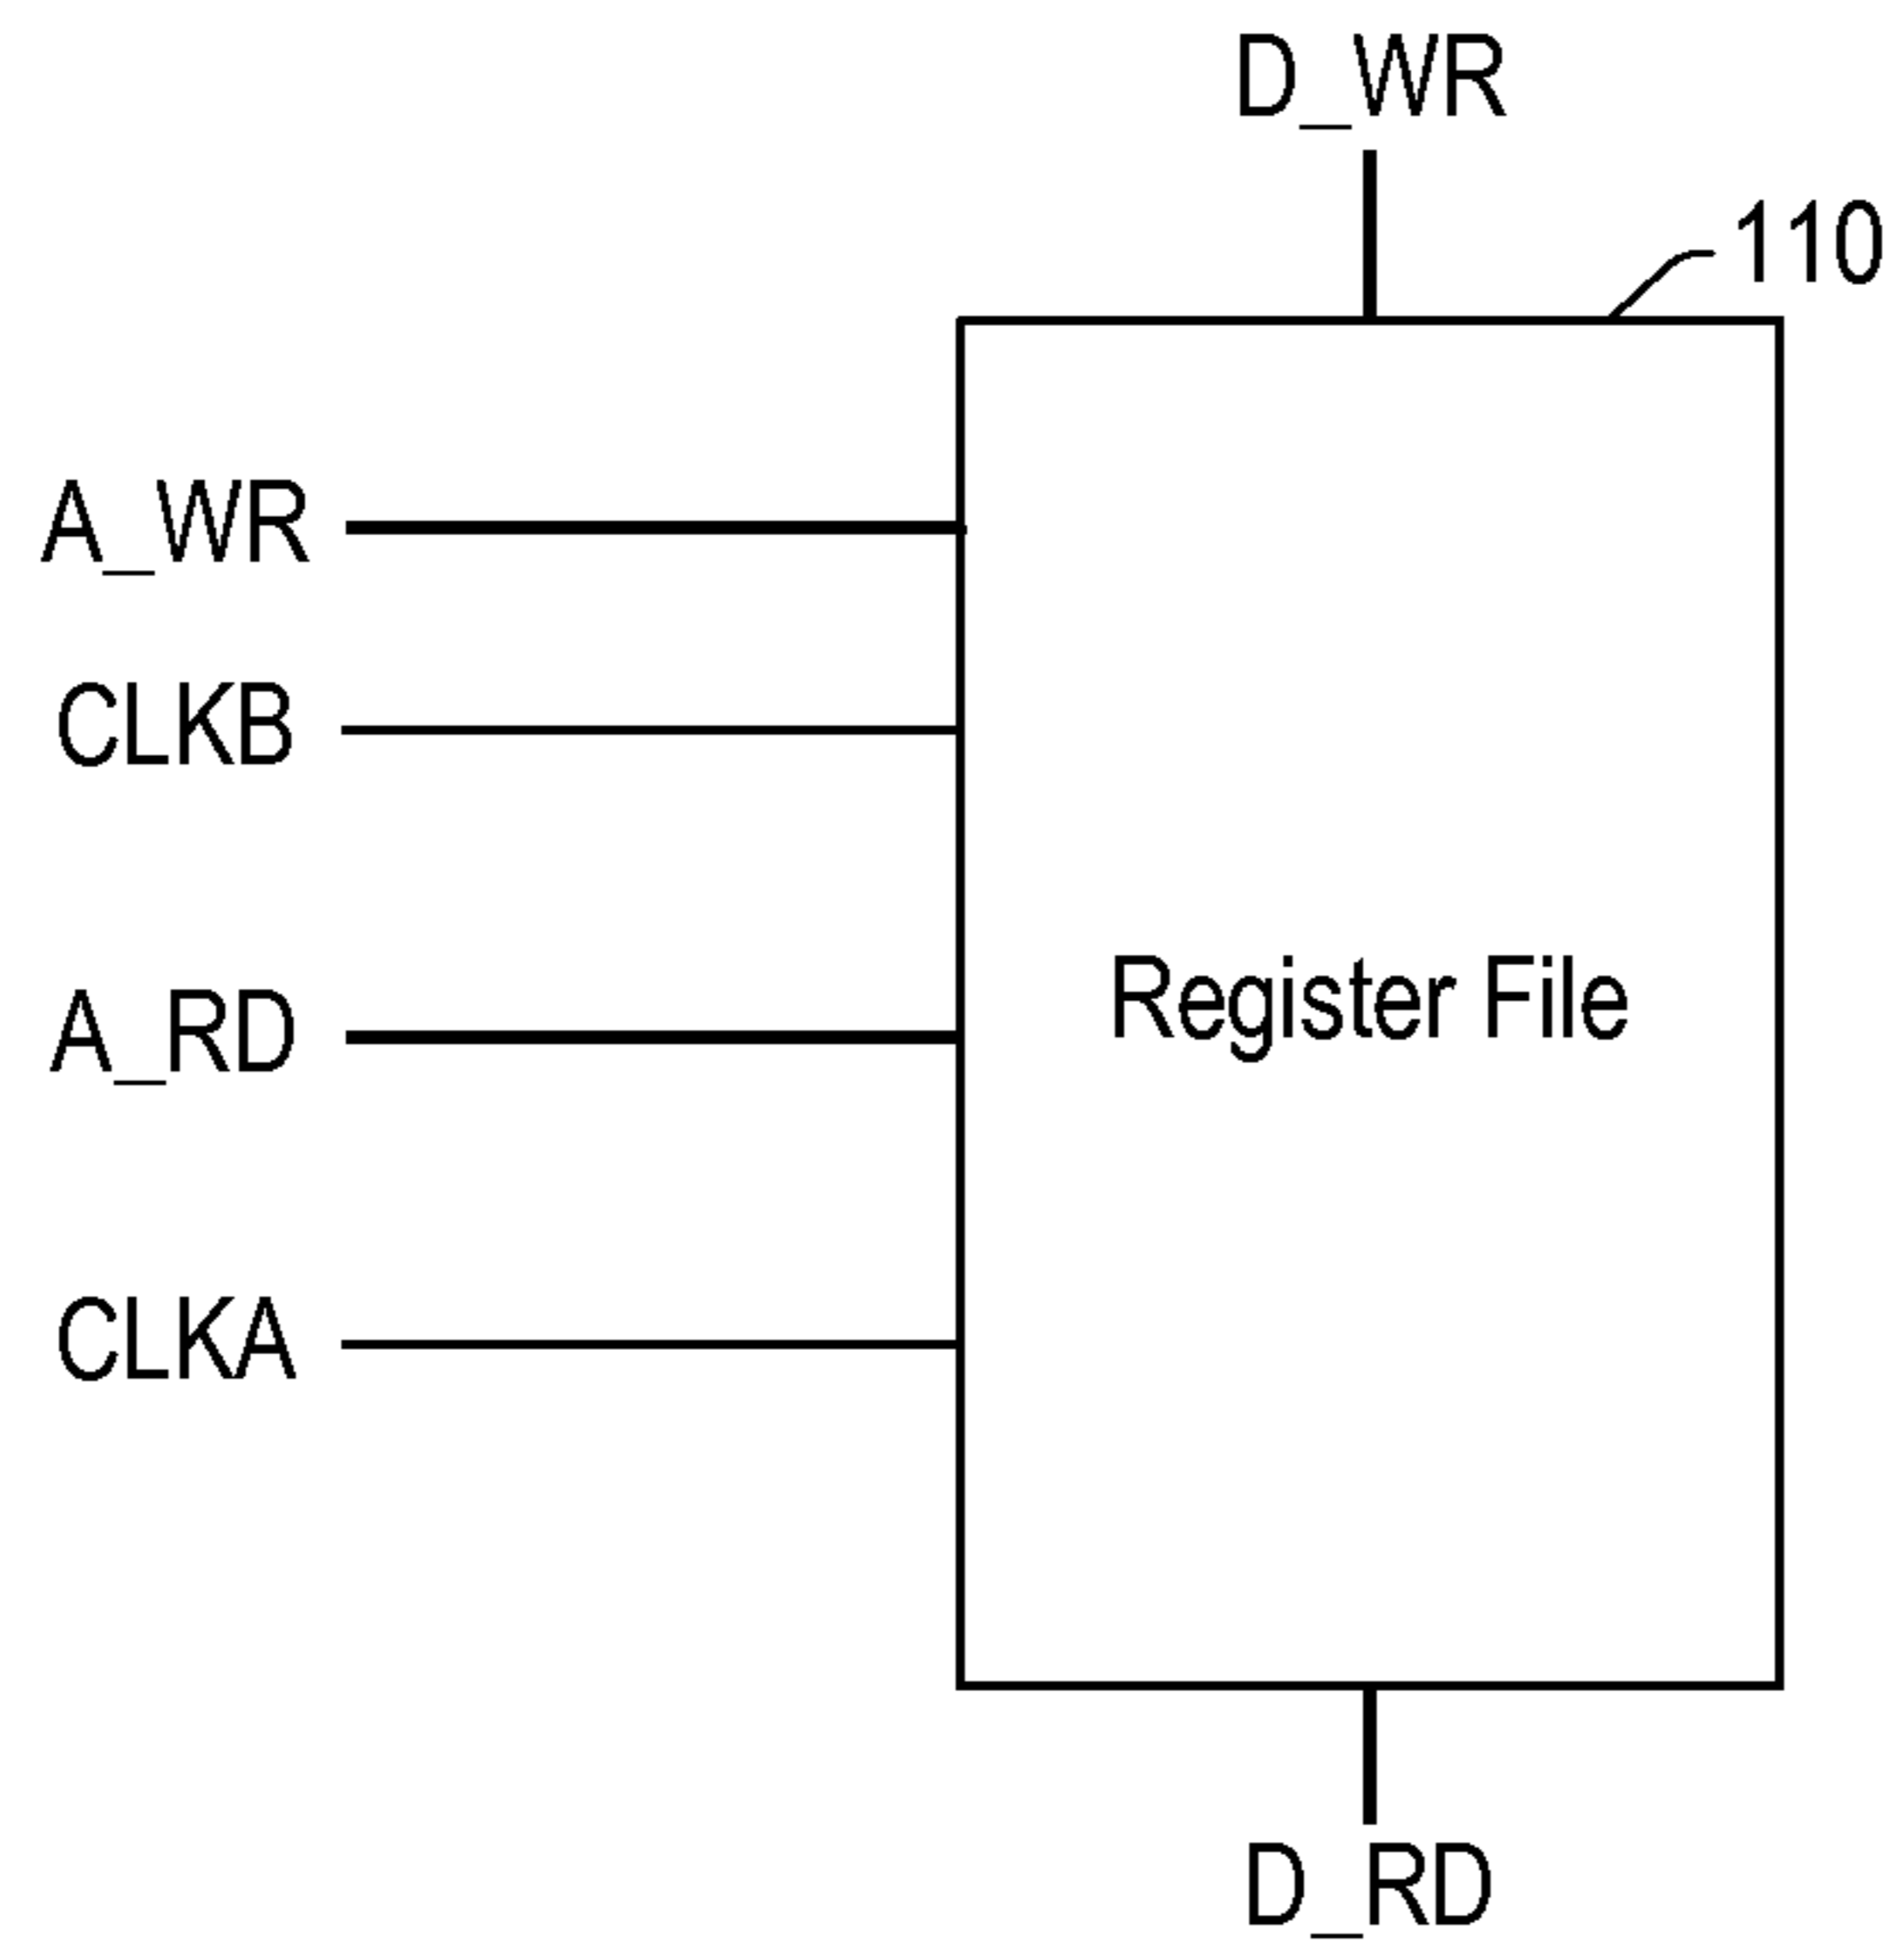 D_WR
110
A_WR
CLKB
A_RD
Register File
CLKA
D_RD